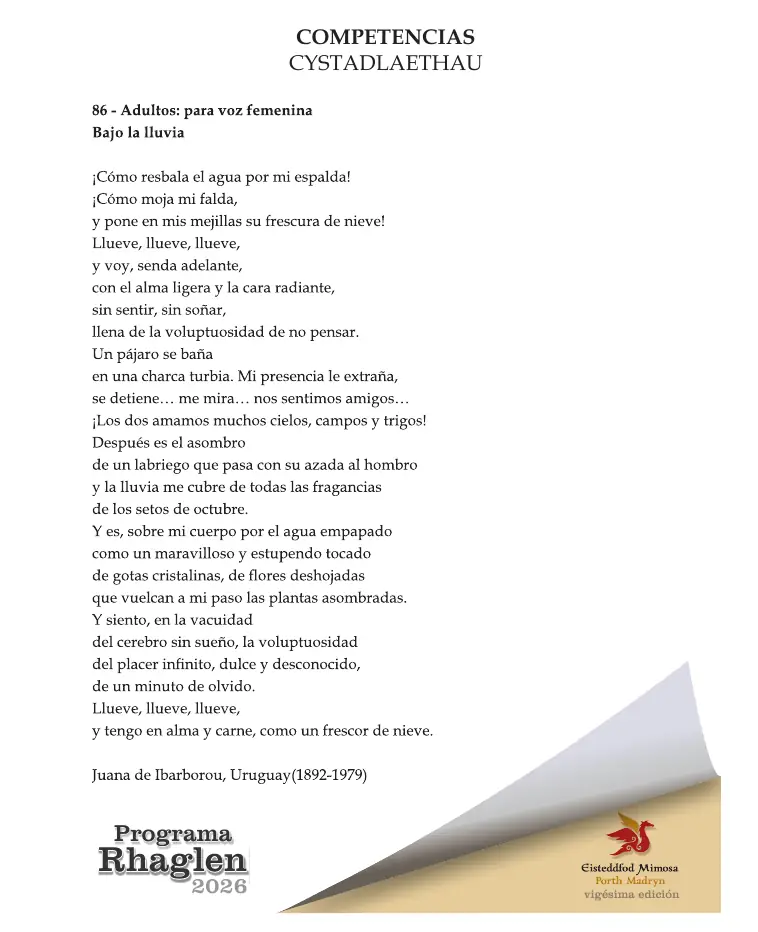 COMPETENCIAS
CYSTADLAETHAU
86 - Adultos: para voz femenina
Bajo la lluvia
¡Cómo resbala el agua por mi espalda!
¡Cómo moja mi falda,
y pone en mis mejillas su frescura de nieve!
Llueve, llueve, llueve,
y voy, senda adelante,
con el alma ligera y la cara radiante,
sin sentir, sin soñar,
llena de la voluptuosidad de no pensar.
Un pájaro se baña
en una charca turbia. Mi presencia le extraña,
se detiene… me mira… nos sentimos amigos…
¡Los dos amamos muchos cielos, campos y trigos!
Después es el asombro
de un labriego que pasa con su azada al hombro
y la lluvia me cubre de todas las fragancias
de los setos de octubre.
Y es, sobre mi cuerpo por el agua empapado
como un maravilloso y estupendo tocado
de gotas cristalinas, de flores deshojadas
que vuelcan a mi paso las plantas asombradas.
Y siento, en la vacuidad
del cerebro sin sueño, la voluptuosidad
del placer infinito, dulce y desconocido,
de un minuto de olvido.
Llueve, llueve, llueve,
y tengo en alma y carne, como un frescor de nieve.
Juana de Ibarborou, Uruguay(1892-1979)
Programa
Rhaglen
2026
Eisteddfod Mimosa
Porth Madryn
vigésima edición